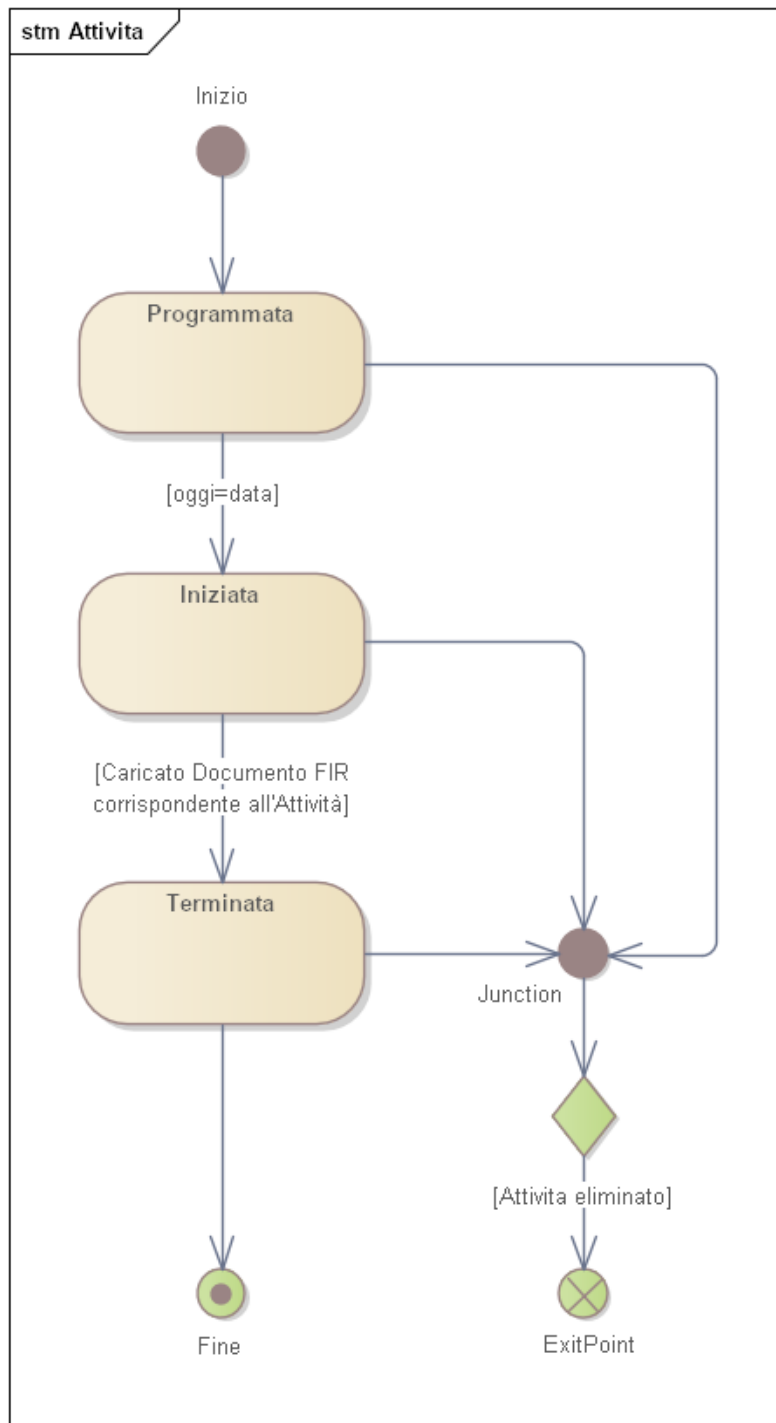 stm Attivita
Inizio
Programmata
[oggi=data]
Iniziata
[Caricato Documento FIR
corrispondente all'Attività]
Terminata
Junction
[Attivita eliminato]
Fine
ExitPoint